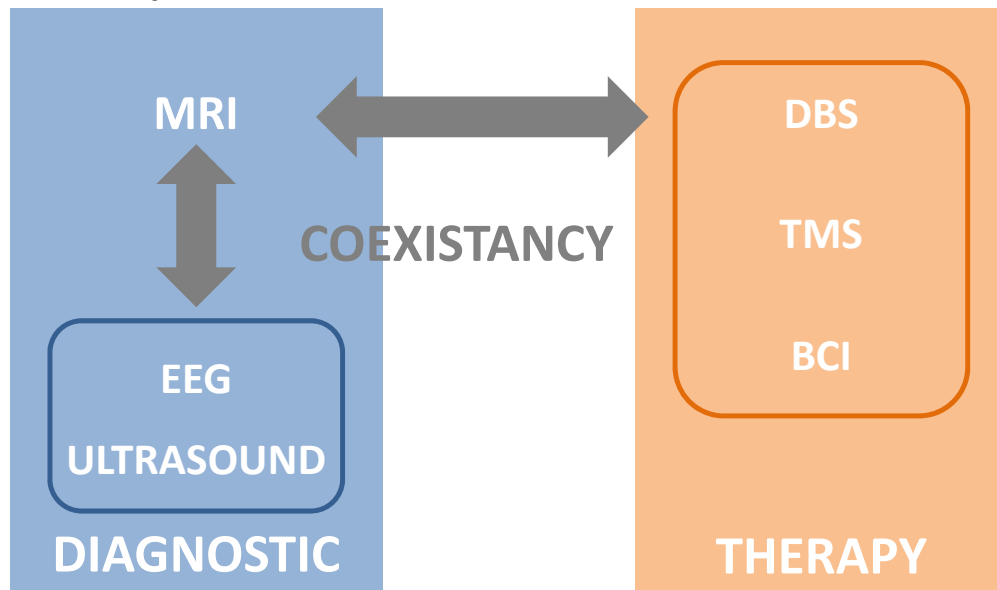 MRI
DBS
TMS
COEXISTANCY
BCI
EEG
ULTRASOUND
DIAGNOSTIC
THERAPY